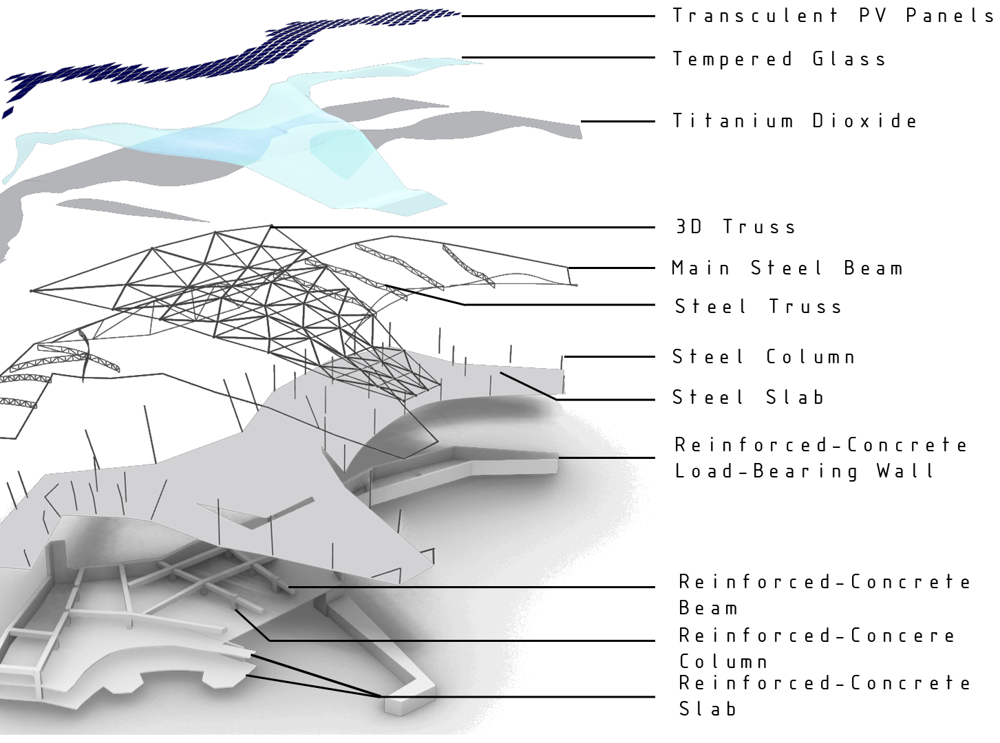 Transculent PV Panels
Tempered Glass
Titanium Dioxide
3D Truss
Main Steel Beam
Steel Truss
Steel Column
Steel Slab
Reinforced-Concrete
Load-Bearing Wall
Reinforced-Concrete
Beam
Reinforced-Concere
Column
Reinforced-Concrete
Slab